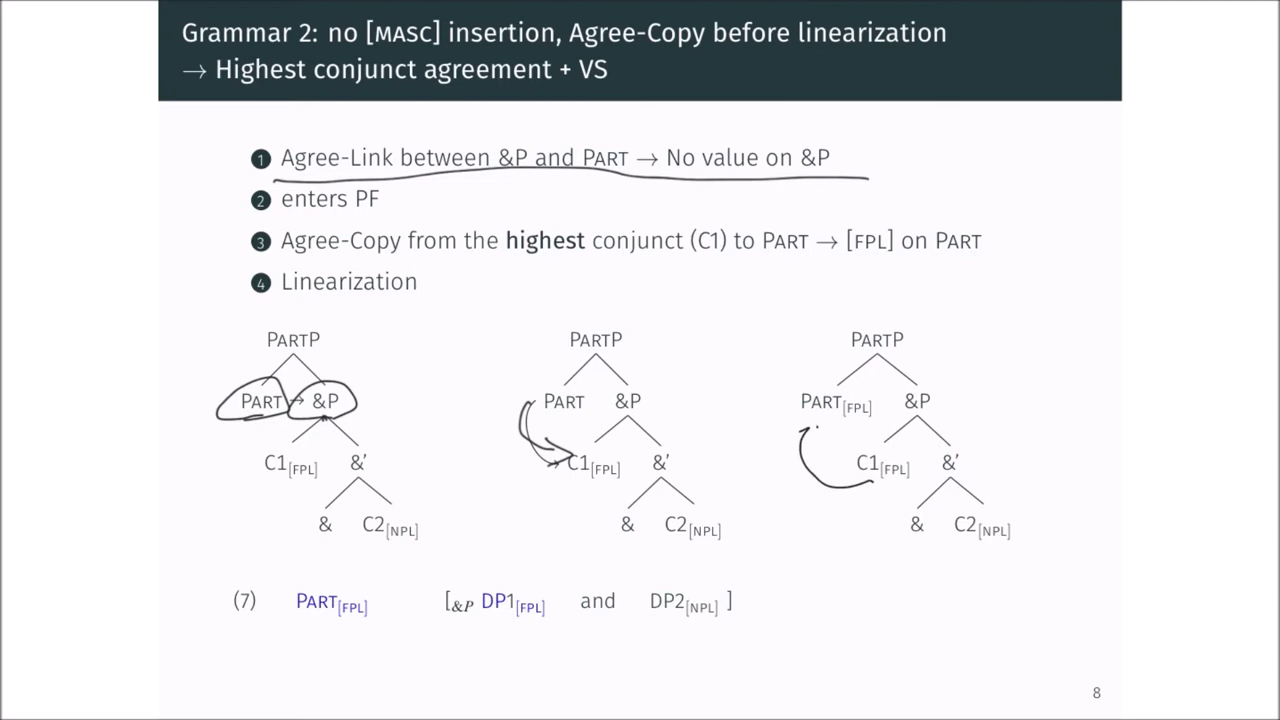 Grammar 2: no [MASC] insertion, Agree-Copy before linearization
→ Highest conjunct agreement + VS
1 Agree-Link between &P and PART → No value on &P
2 enters PF
3 Agree-Copy from the highest conjunct (C1) to PART → [FPL] on PART
4 Linearization
PARTP PARTP PARTP
PART → &P PART &P PART[FPL] &P
C1[FPL] &' C1[FPL] &' C1[FPL] &'
& C2[NPL] & C2[NPL] & C2[NPL]
(7) PART[FPL] [&P DP1[FPL] and DP2[NPL] ]
8